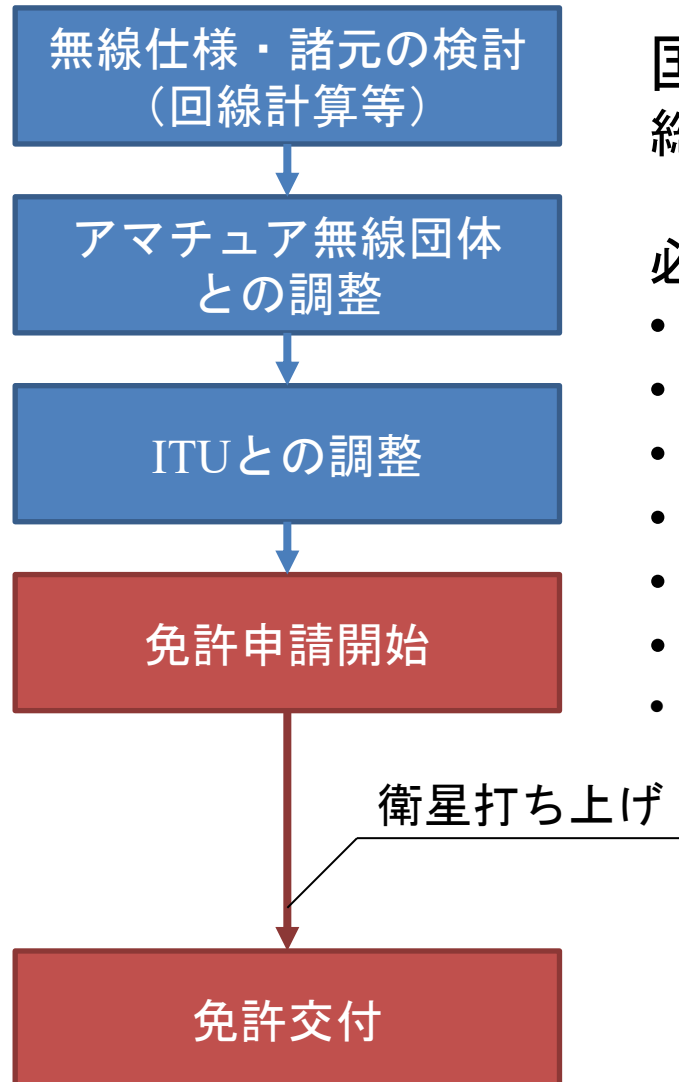 無線仕様・諸元の検討
（回線計算等）
アマチュア無線団体
との調整
ITUとの調整
免許申請開始
衛星打ち上げ
免許交付